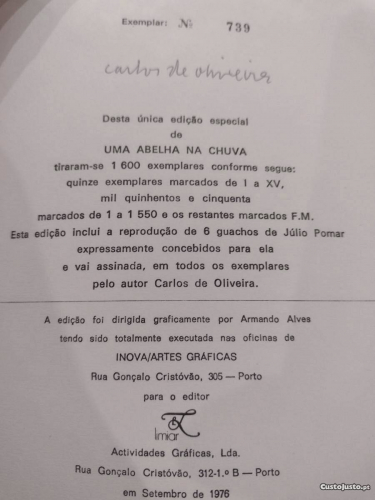 Exemplar: Nº 739
carlos de oliveira
Desta única edição especial
de
UMA ABELHA NA CHUVA
tiraram-se 1 600 exemplares conforme segue:
quinze exemplares marcados de I a XV,
mil quinhentos e cinquenta
marcados de 1 a 1 550 e os restantes marcados F.M.
Esta edição inclui a reprodução de 6 guachos de Júlio Pomar
expressamente concebidos para ela
e vai assinada, em todos os exemplares
pelo autor Carlos de Oliveira.
A edição foi dirigida graficamente por Armando Alves
tendo sido totalmente executada nas oficinas de
INOVA/ARTES GRÁFICAS
Rua Gonçalo Cristóvão, 305 — Porto
para o editor
limiar
Actividades Gráficas, Lda.
Rua Gonçalo Cristóvão, 312-1.º B — Porto
em Setembro de 1976
CustoJusto.pt